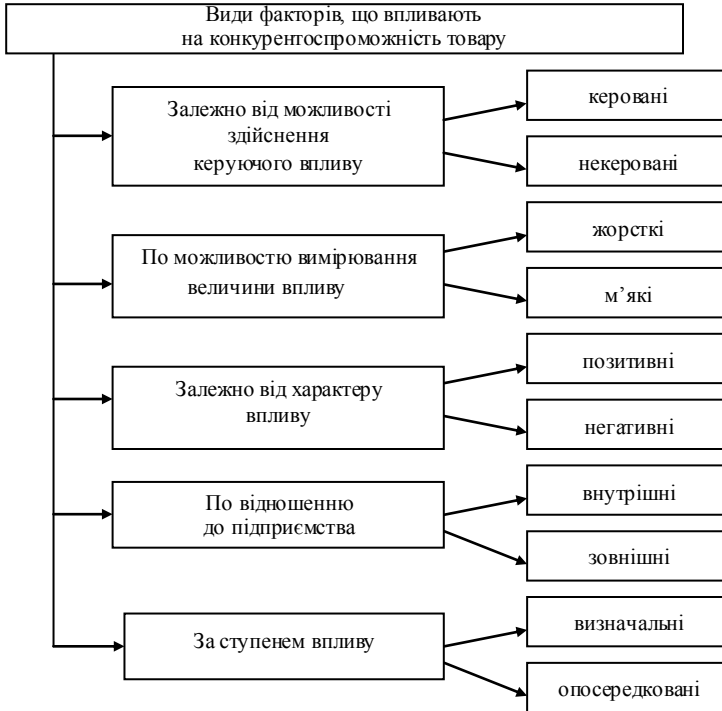 Види факторів, що впливають
на конкурентоспроможність товару
Залежно від можливості
здійснення
керуючого впливу
керовані
некеровані
По можливостю вимірювання
величини впливу
жорсткі
м’які
Залежно від характеру
впливу
позитивні
негативні
По відношенню
до підприємства
внутрішні
зовнішні
За ступенем впливу
визначальні
опосередковані